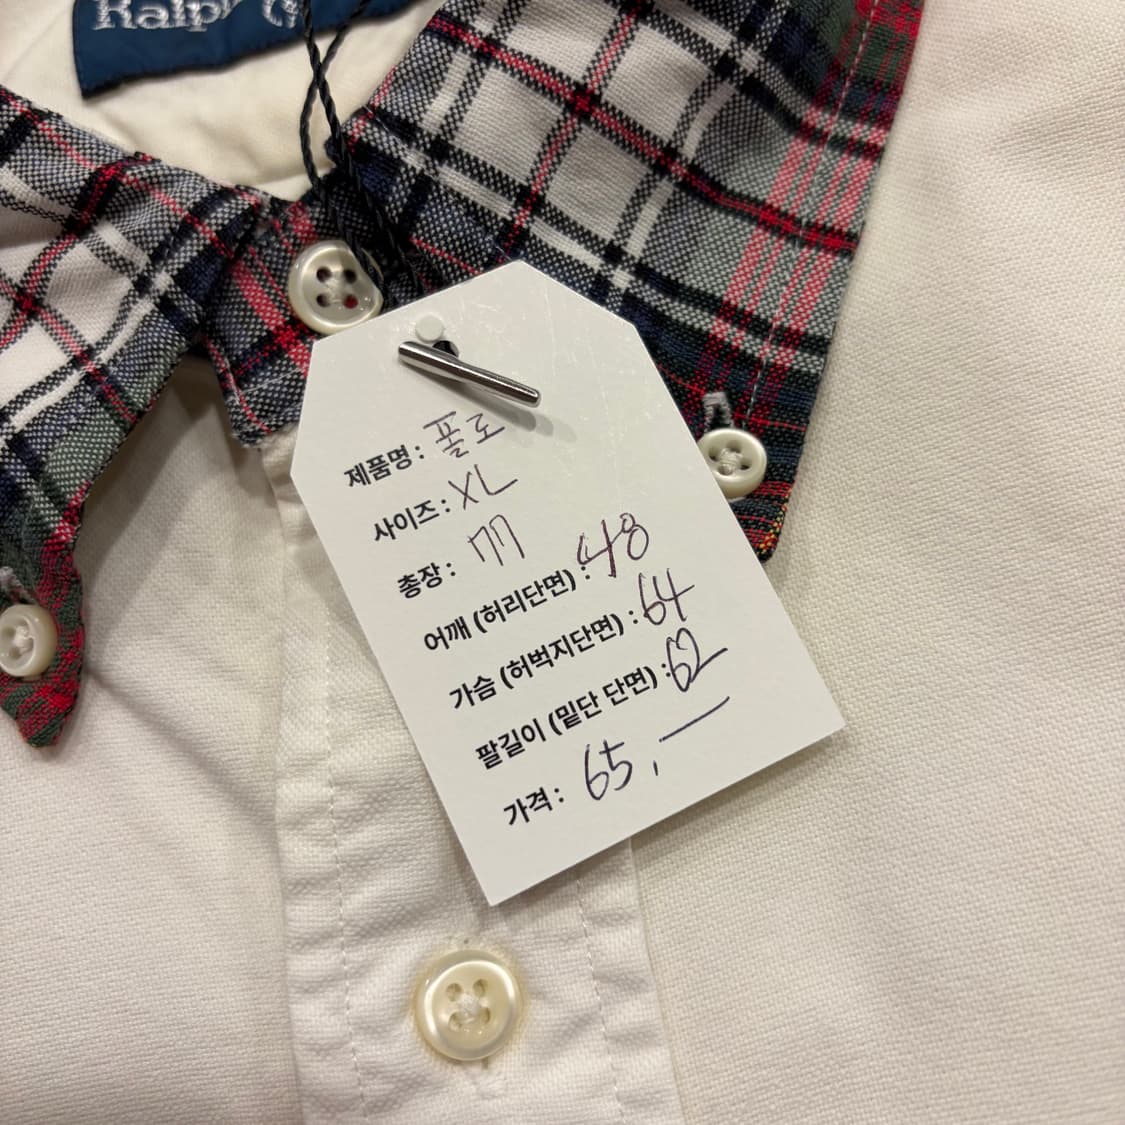 Ralph
제품명 : 폴로
사이즈 : XL
총장 : 77
어깨 (허리단면) : 48
가슴 (허벅지단면) : 64
팔길이 (밑단 단면) : 62
가격 : 65,—